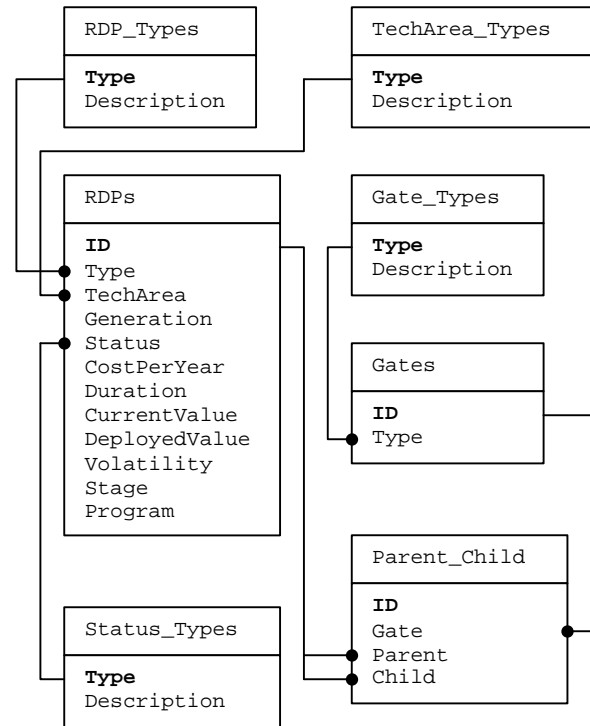 RDP_Types
Type
Description
TechArea_Types
Type
Description
RDPs
ID
Type
TechArea
Generation
Status
CostPerYear
Duration
CurrentValue
DeployedValue
Volatility
Stage
Program
Gate_Types
Type
Description
Gates
ID
Type
Parent_Child
ID
Gate
Parent
Child
Status_Types
Type
Description